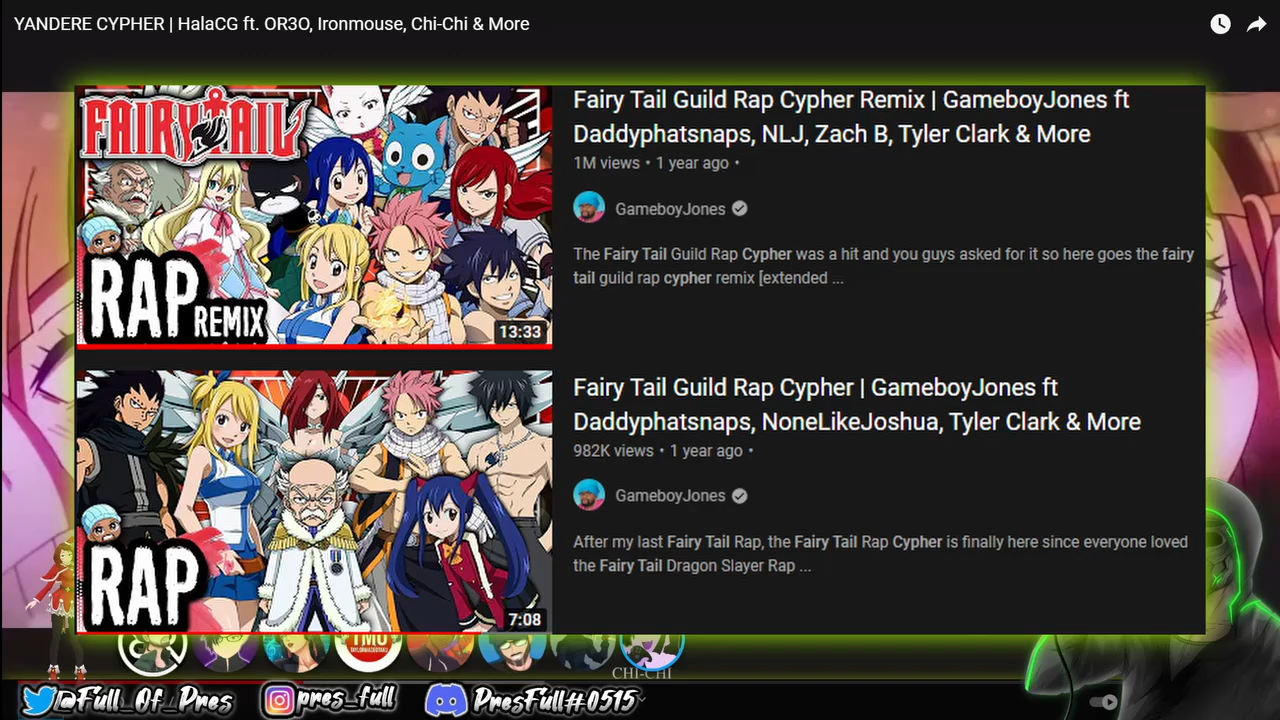 YANDERE CYPHER | HalaCG ft. OR3O, Ironmouse, Chi-Chi & More
FAIRY TAIL
RAP REMIX
13:33
Fairy Tail Guild Rap Cypher Remix | GameboyJones ft
Daddyphatsnaps, NLJ, Zach B, Tyler Clark & More
1M views • 1 year ago •
GameboyJones
The Fairy Tail Guild Rap Cypher was a hit and you guys asked for it so here goes the fairy
tail guild rap cypher remix [extended ...
RAP
7:08
Fairy Tail Guild Rap Cypher | GameboyJones ft
Daddyphatsnaps, NoneLikeJoshua, Tyler Clark & More
982K views • 1 year ago •
GameboyJones
After my last Fairy Tail Rap, the Fairy Tail Rap Cypher is finally here since everyone loved
the Fairy Tail Dragon Slayer Rap ...
CHI-CHI
@Full_Of_Pres
pres_full
PresFull#0515